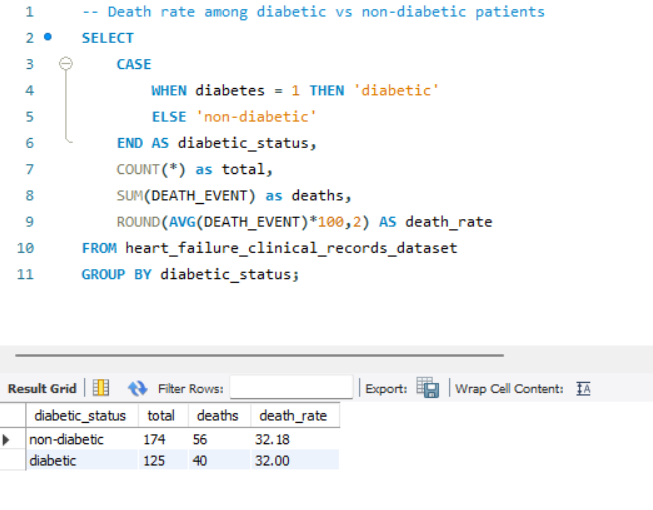 1 -- Death rate among diabetic vs non-diabetic patients
2 SELECT
3 CASE
4 WHEN diabetes = 1 THEN 'diabetic'
5 ELSE 'non-diabetic'
6 END AS diabetic_status,
7 COUNT(*) as total,
8 SUM(DEATH_EVENT) as deaths,
9 ROUND(AVG(DEATH_EVENT)*100,2) AS death_rate
10 FROM heart_failure_clinical_records_dataset
11 GROUP BY diabetic_status;
Result Grid Filter Rows: Export: Wrap Cell Content: IA
diabetic_status total deaths death_rate
non-diabetic 174 56 32.18
diabetic 125 40 32.00